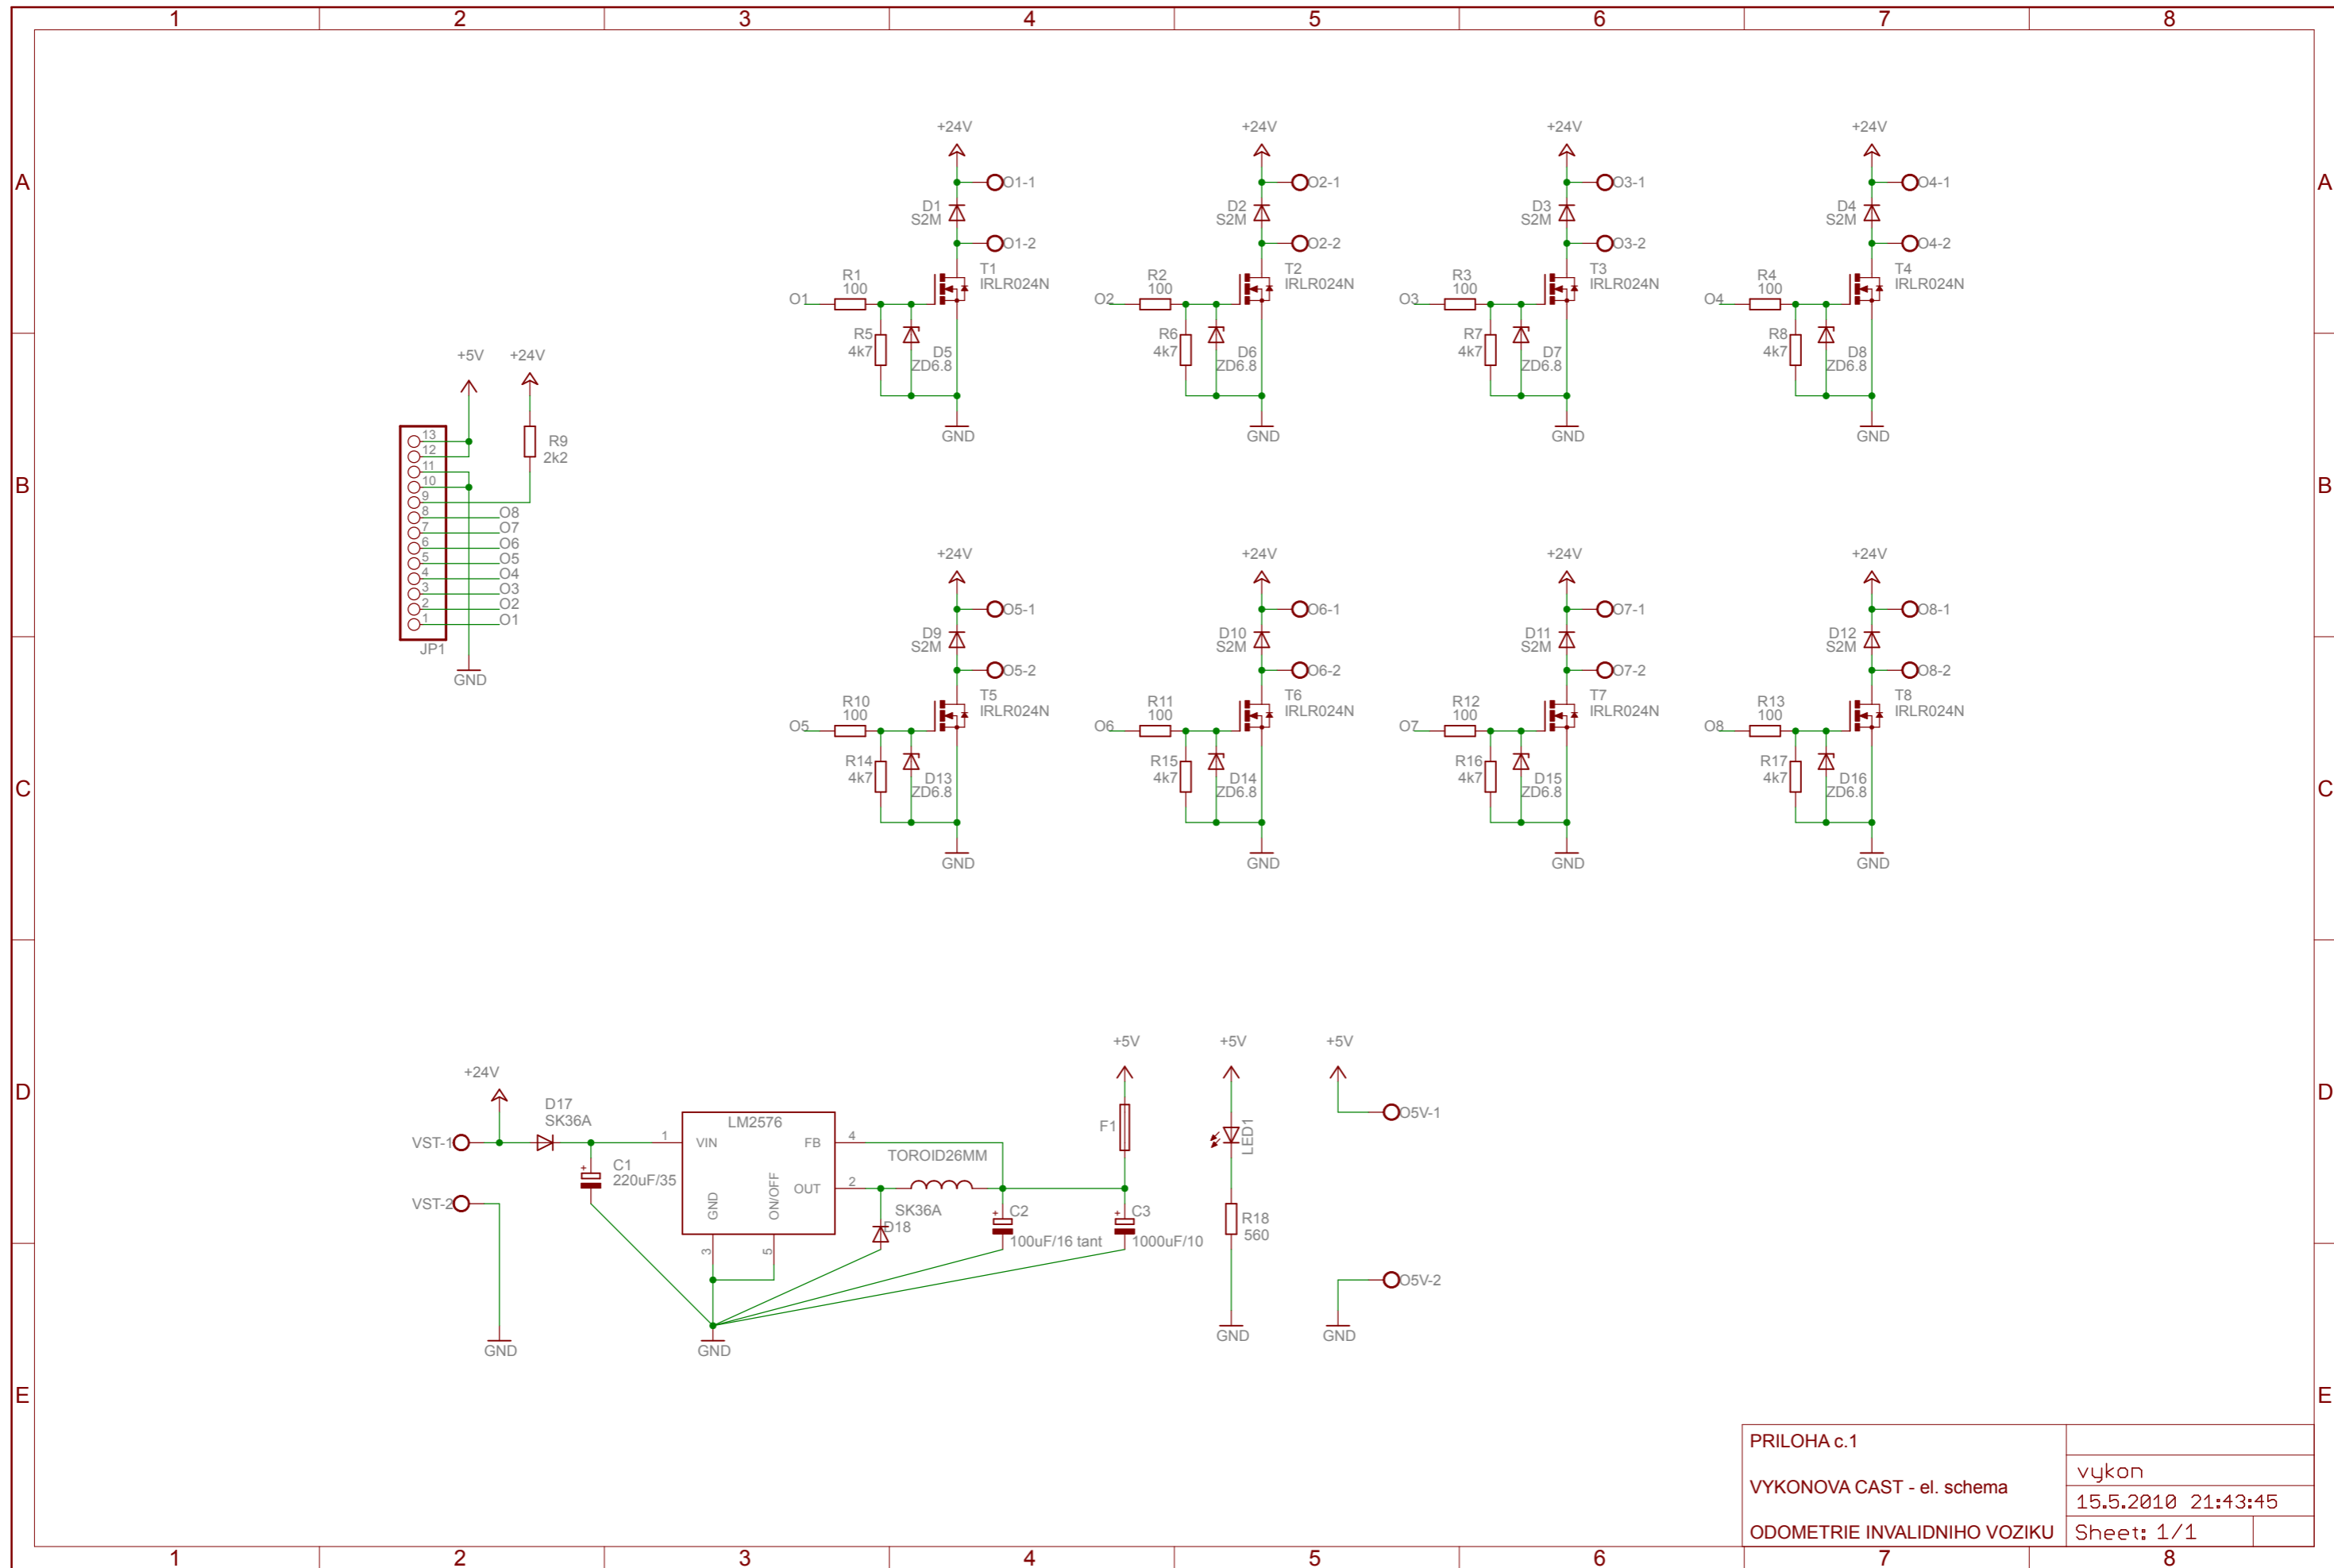 1 2 3 4 5 6 7 8
A A
B B
C C
D D
E E
+24V +24V +24V +24V
O1-1 O2-1 O3-1 O4-1
D1 D2 D3 D4
S2M S2M S2M S2M
O1-2 O2-2 O3-2 O4-2
T1 T2 T3 T4
IRLR024N IRLR024N IRLR024N IRLR024N
R1 R2 R3 R4
100 100 100 100
O1 O2 O3 O4
R5 R6 R7 R8
4k7 4k7 4k7 4k7
D5 D6 D7 D8
ZD6.8 ZD6.8 ZD6.8 ZD6.8
GND GND GND GND
+5V +24V
R9
2k2
13
12
11
10
9
8 O8
7 O7
6 O6
5 O5
4 O4
3 O3
2 O2
1 O1
JP1
GND
+24V +24V +24V +24V
O5-1 O6-1 O7-1 O8-1
D9 D10 D11 D12
S2M S2M S2M S2M
O5-2 O6-2 O7-2 O8-2
T5 T6 T7 T8
IRLR024N IRLR024N IRLR024N IRLR024N
R10 R11 R12 R13
100 100 100 100
O5 O6 O7 O8
R14 R15 R16 R17
4k7 4k7 4k7 4k7
D13 D14 D15 D16
ZD6.8 ZD6.8 ZD6.8 ZD6.8
GND GND GND GND
+24V
D17
SK36A
VST-1
VST-2
C1
220uF/35
GND
LM2576
1 VIN FB 4
OUT 2
GND ON/OFF
3 5
GND
TOROID26MM
SK36A
D18
C2
100uF/16 tant
C3
1000uF/10
+5V +5V +5V
F1
LED1
R18
560
GND
O5V-1
O5V-2
GND
PRILOHA c.1
VYKONOVA CAST - el. schema
ODOMETRIE INVALIDNIHO VOZIKU
vykon
15.5.2010 21:43:45
Sheet: 1/1
1 2 3 4 5 6 7 8